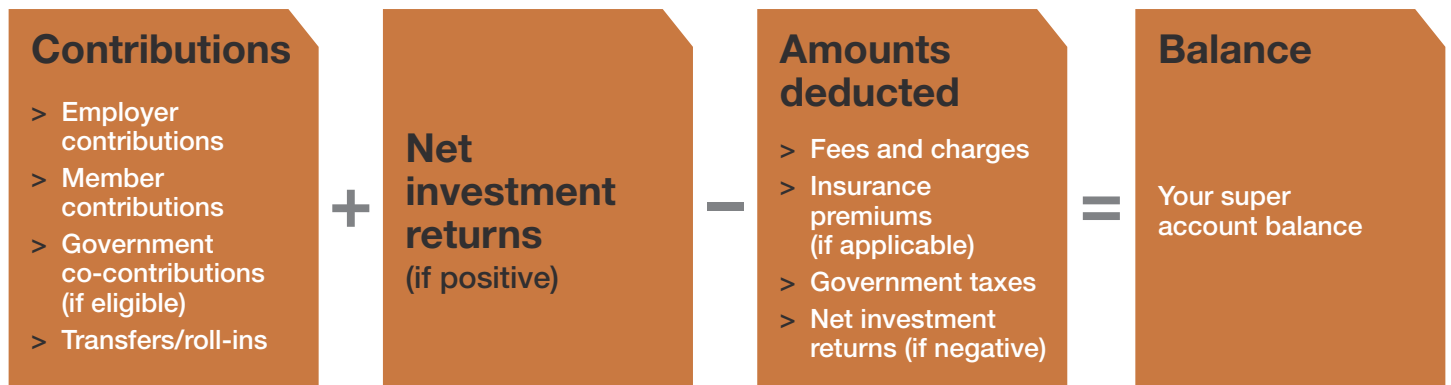 Contributions
> Employer
contributions
> Member
contributions
> Government
co-contributions
(if eligible)
> Transfers/roll-ins
+
Net
investment
returns
(if positive)
−
Amounts
deducted
> Fees and charges
> Insurance
premiums
(if applicable)
> Government taxes
> Net investment
returns (if negative)
=
Balance
Your super
account balance